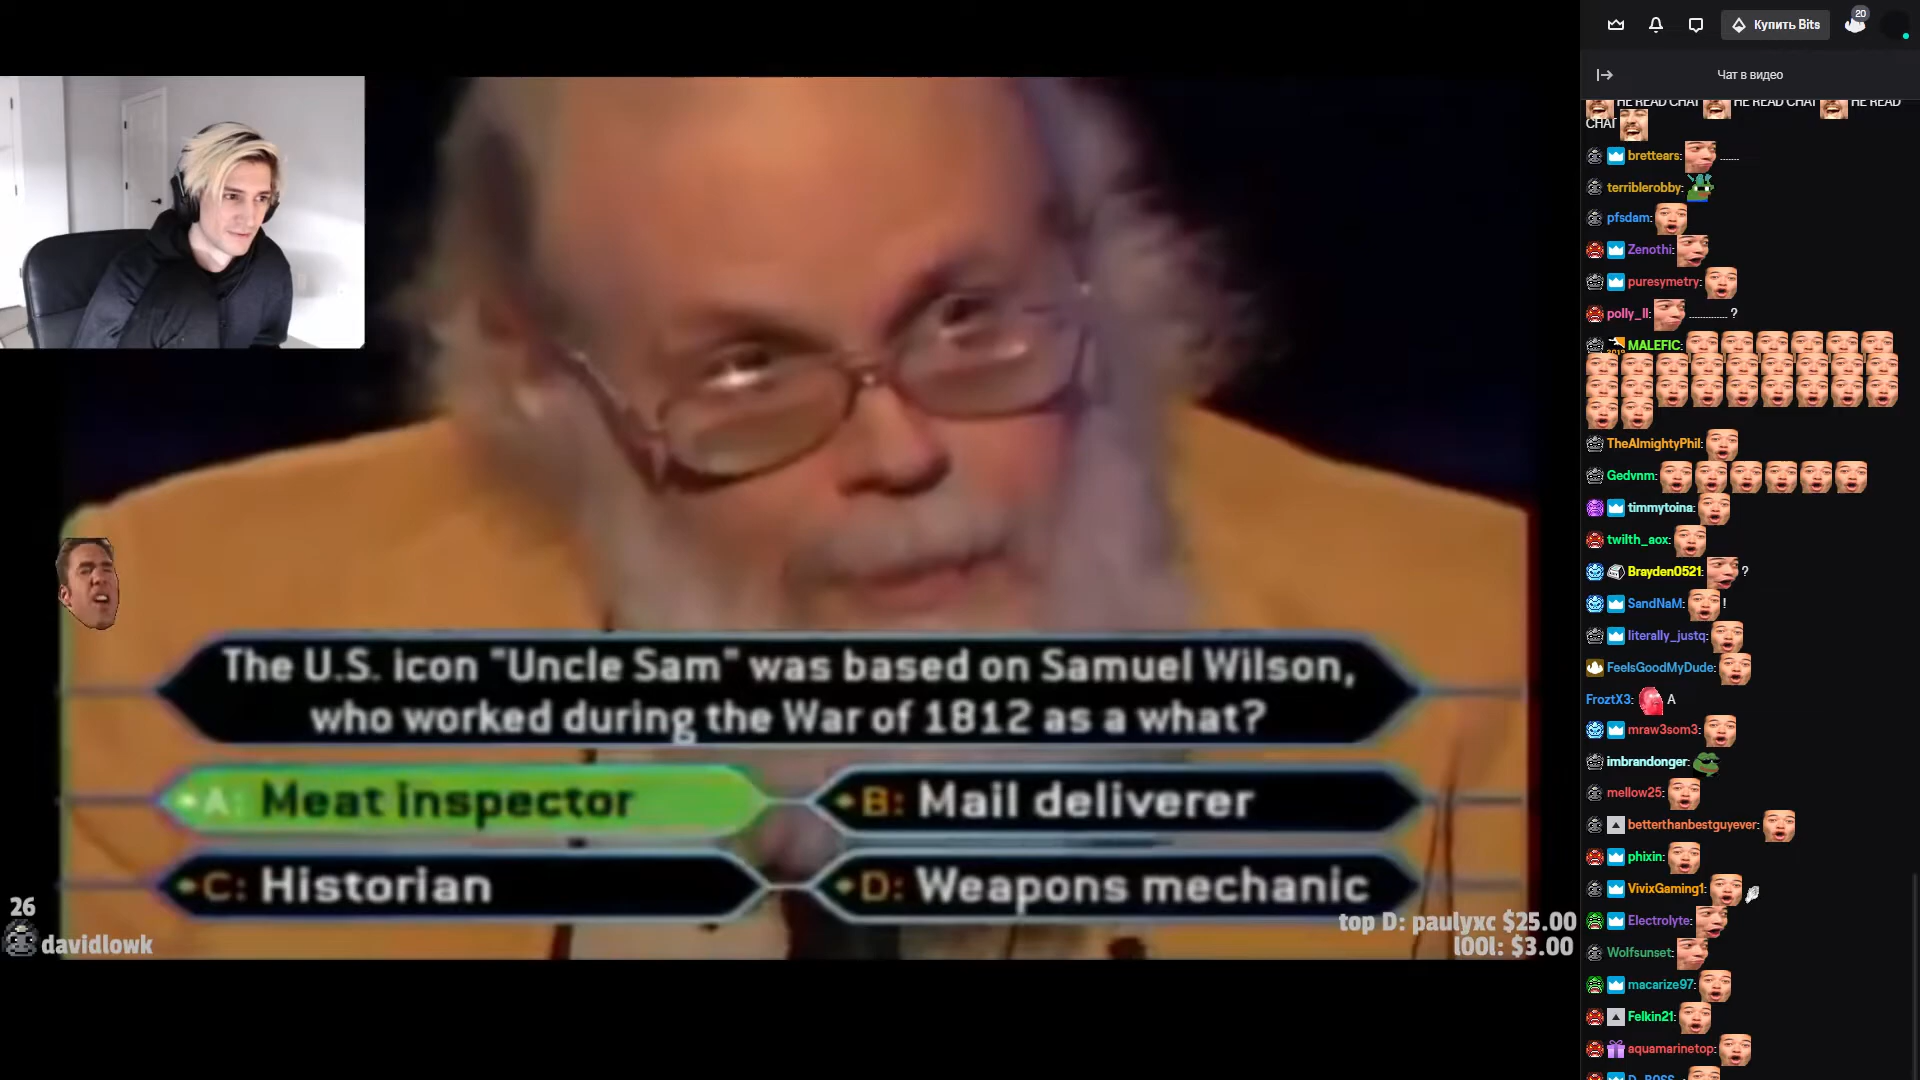 The U.S. icon "Uncle Sam" was based on Samuel Wilson,
who worked during the War of 1812 as a what?
A: Meat inspector
B: Mail deliverer
C: Historian
D: Weapons mechanic
26
davidlowk
top D: paulyxc $25.00
l00l: $3.00
20
Купить Bits
Чат в видео
HE READ CHAT HE READ CHAT HE READ
CHAT
brettears: .......
terriblerobby:
pfsdam:
Zenothi:
puresymetry:
polly_ll: .............. ?
MALEFIC:
TheAlmightyPhil:
Gedvnm:
timmytoina:
twilth_aox:
Brayden0521: ?
SandNaM: !
literally_justq:
FeelsGoodMyDude:
FroztX3: A
mraw3som3:
imbrandonger:
mellow25:
betterthanbestguyever:
phixin:
VivixGaming1:
Electrolyte:
Wolfsunset:
macarize97:
Felkin21:
aquamarinetop: